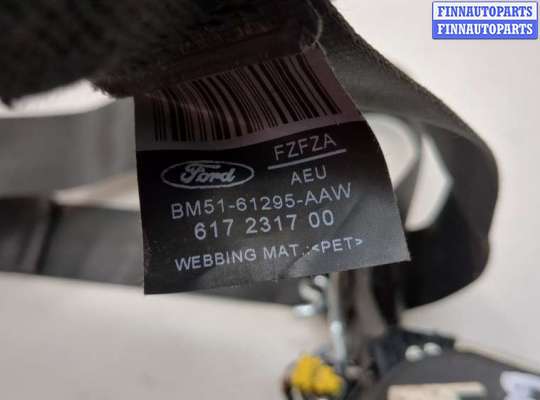 FINNAUTOPARTS
FINNAUTOPARTS
Ford
FZFZA
AEU
BM51-61295-AAW
617 2317 00
WEBBING MAT.:<PET>